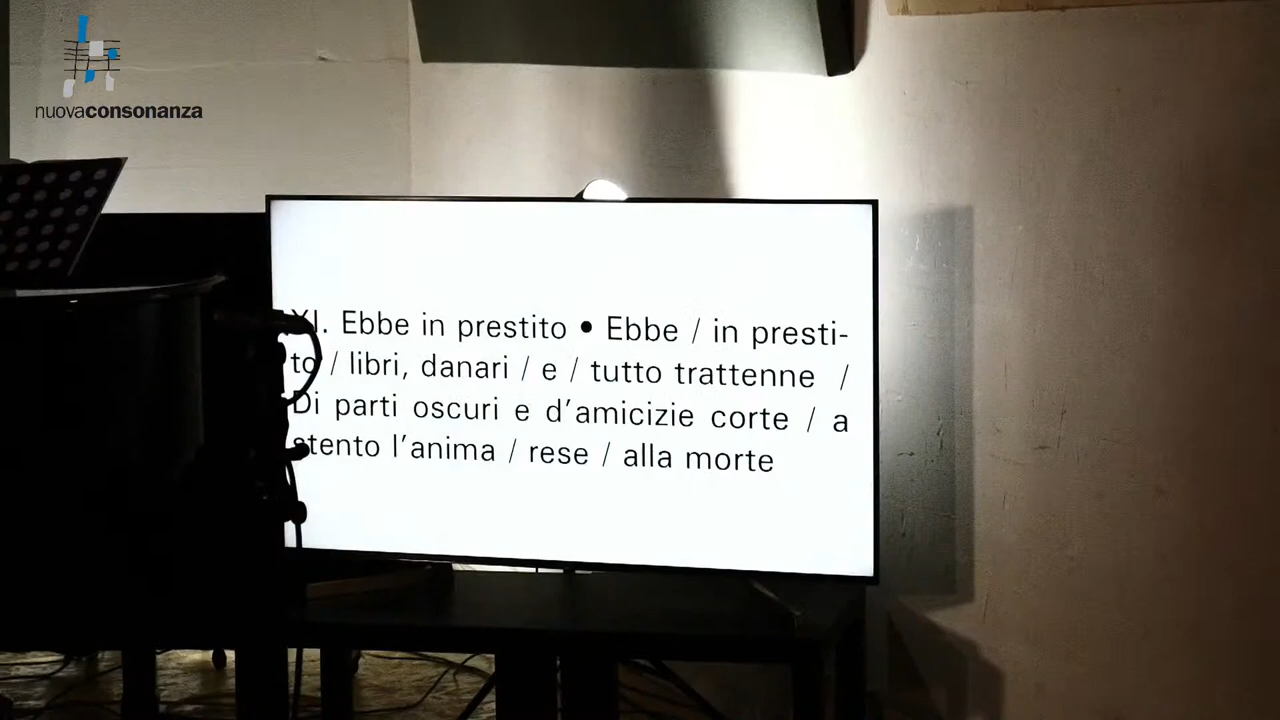 nuovaconsonanza
XI. Ebbe in prestito • Ebbe / in presti-
to / libri, danari / e / tutto trattenne /
Di parti oscuri e d’amicizie corte / a
stento l’anima / rese / alla morte